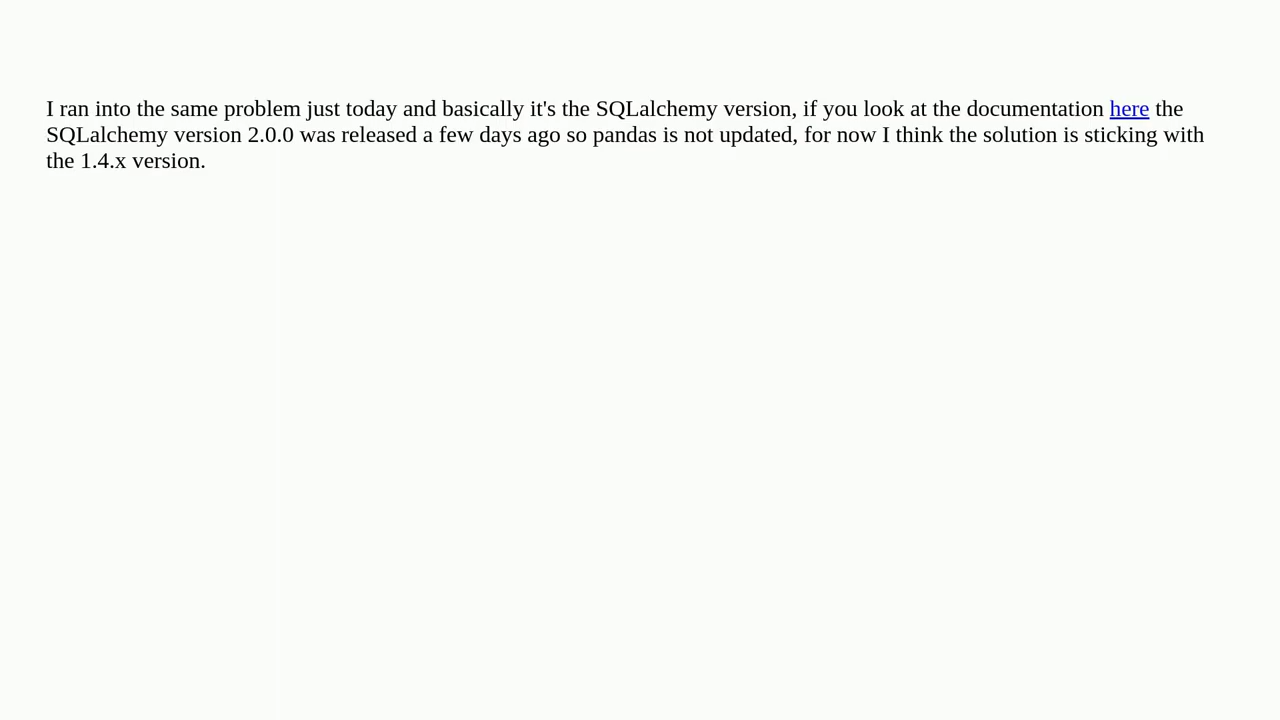 I ran into the same problem just today and basically it's the SQLalchemy version, if you look at the documentation here the
SQLalchemy version 2.0.0 was released a few days ago so pandas is not updated, for now I think the solution is sticking with
the 1.4.x version.